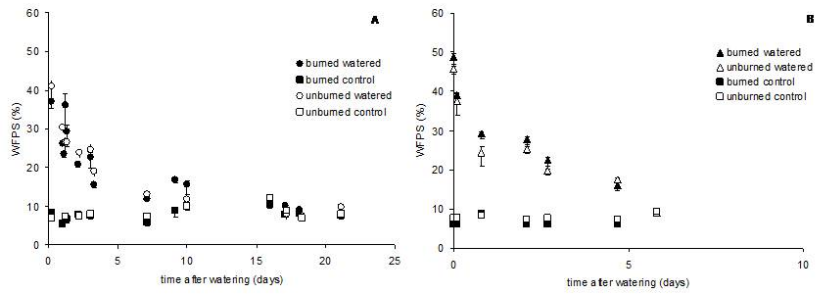 A
60
50
40
30
20
10
0
WFPS (%)
burned watered
burned control
unburned watered
unburned control
0 5 10 15 20 25
time after watering (days)
B
60
50
40
30
20
10
0
WFPS (%)
burned watered
unburned watered
burned control
unburned control
0 5 10
time after watering (days)